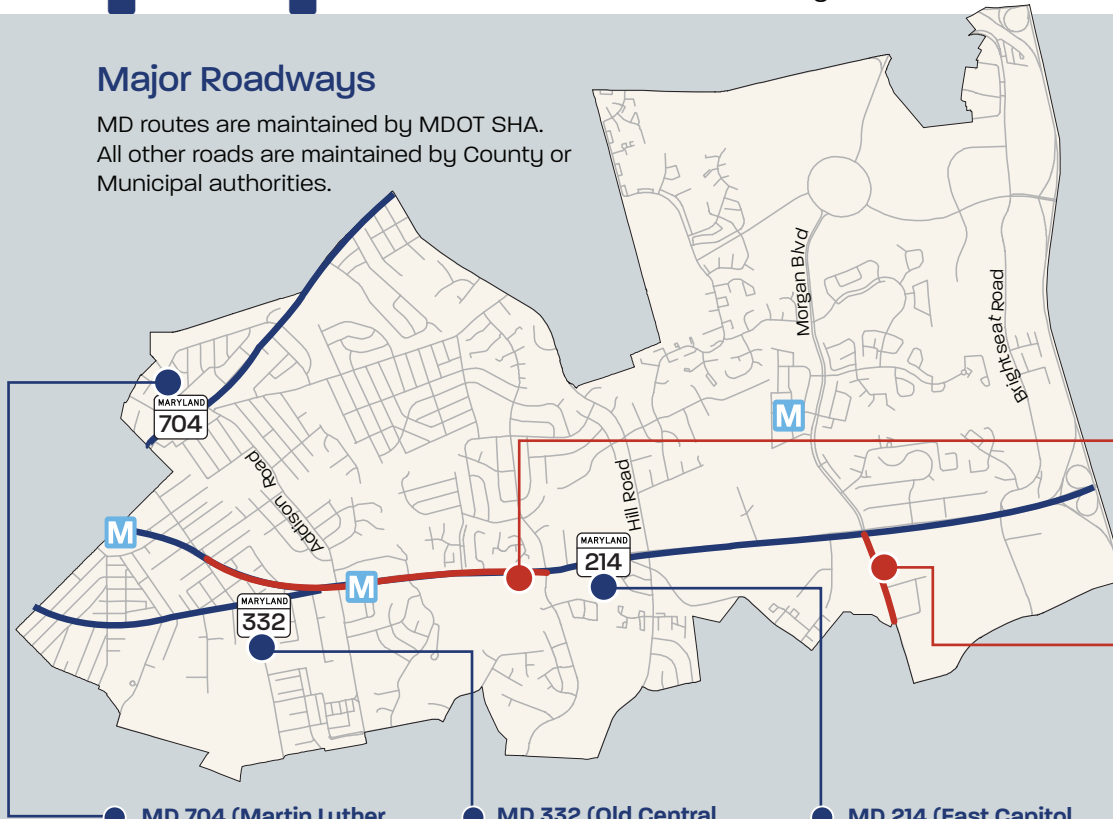 Major Roadways
MD routes are maintained by MDOT SHA.
All other roads are maintained by County or
Municipal authorities.
Morgan Blvd
Brightseat Road
MARYLAND
704
M
Addison Road
Hill Road
M
MARYLAND
214
M
MARYLAND
332
MD 704 (Martin Luther
MD 332 (Old Central
MD 214 (East Capitol